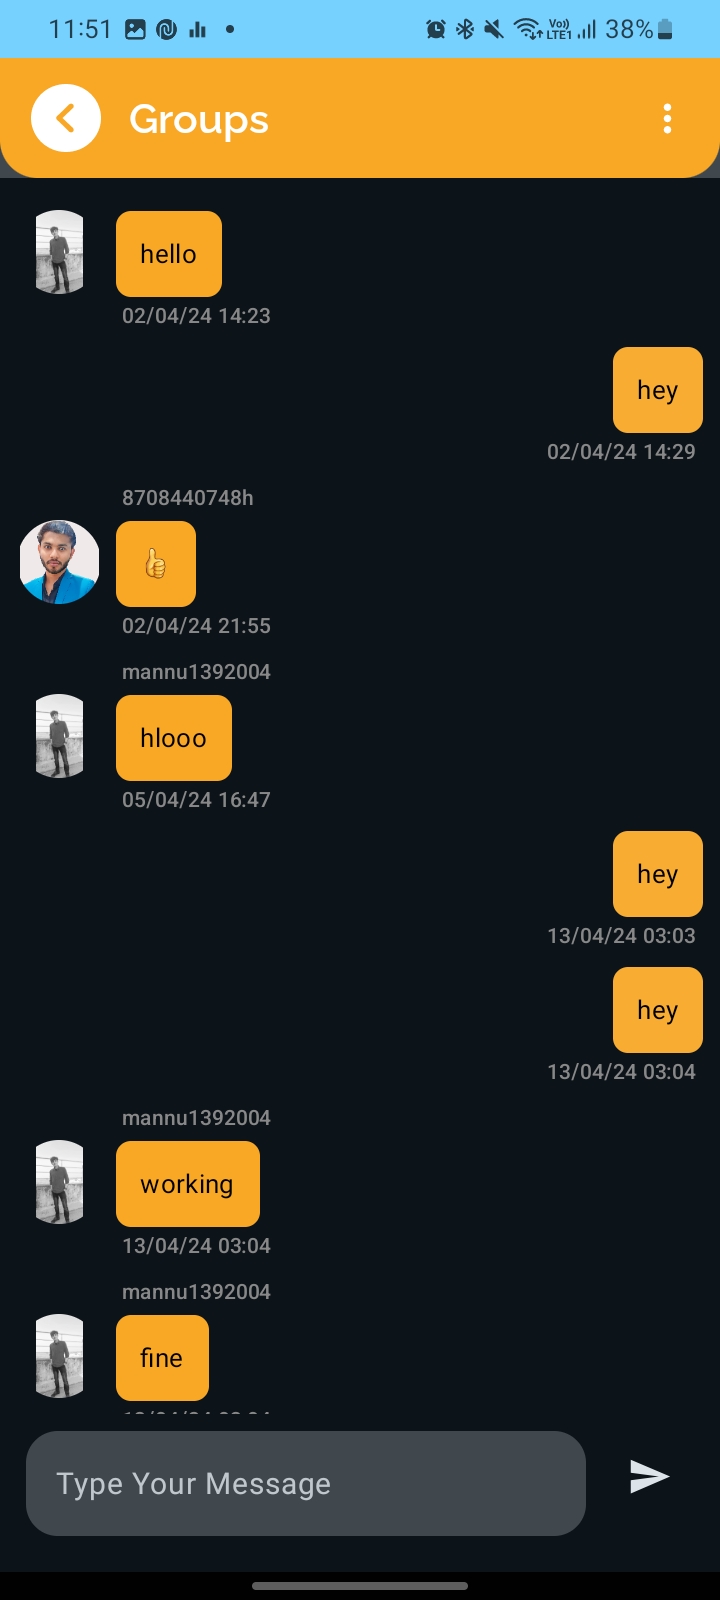 11:51 Vo)) LTE1 38%
Groups
hello
02/04/24 14:23
hey
02/04/24 14:29
8708440748h
👍
02/04/24 21:55
mannu1392004
hlooo
05/04/24 16:47
hey
13/04/24 03:03
hey
13/04/24 03:04
mannu1392004
working
13/04/24 03:04
mannu1392004
fine
Type Your Message